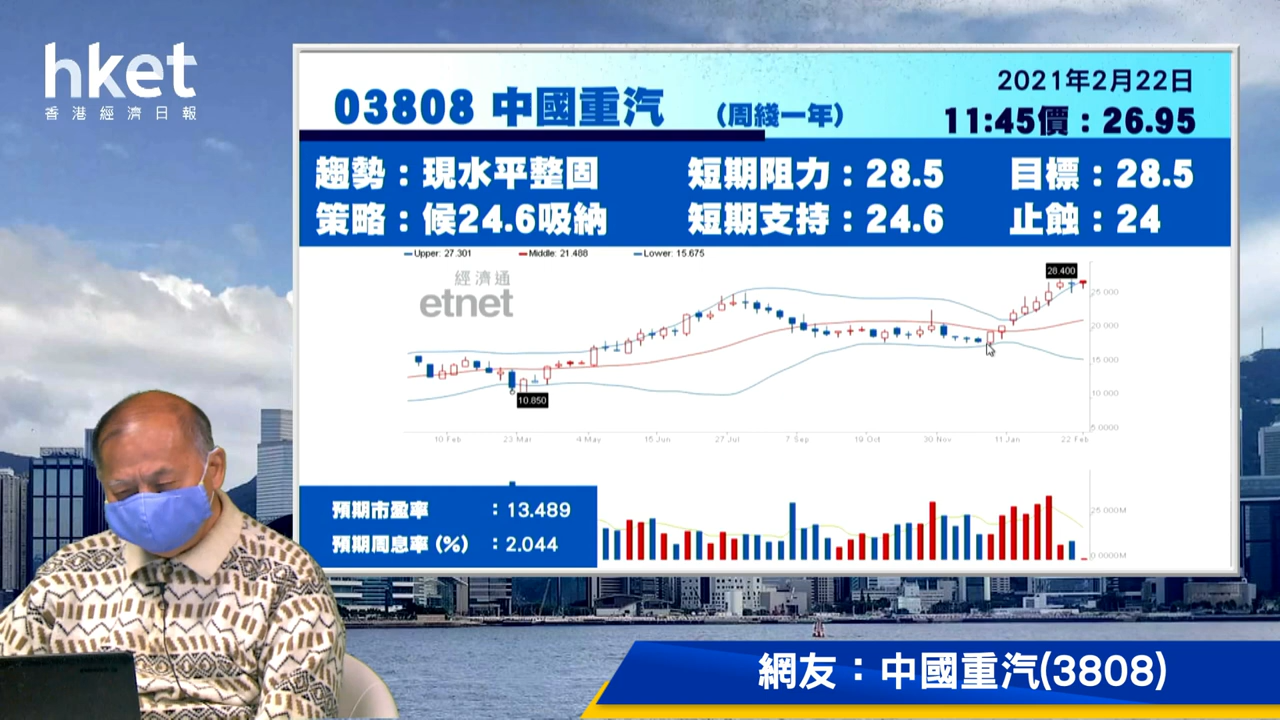 hket
香港經濟日報
03808 中國重汽 (周綫一年)
2021年2月22日
11:45價：26.95
趨勢：現水平整固
短期阻力：28.5
目標：28.5
策略：候24.6吸納
短期支持：24.6
止蝕：24
Upper: 27.301
Middle: 21.488
Lower: 15.675
經濟通
etnet
28.400
25.000
20.000
15.000
10.000
5.0000
10.850
10 Feb
23 Mar
4 May
15 Jun
27 Jul
7 Sep
19 Oct
30 Nov
11 Jan
22 Feb
25.000M
0.0000M
預期市盈率：13.489
預期周息率 (%)：2.044
網友：中國重汽(3808)